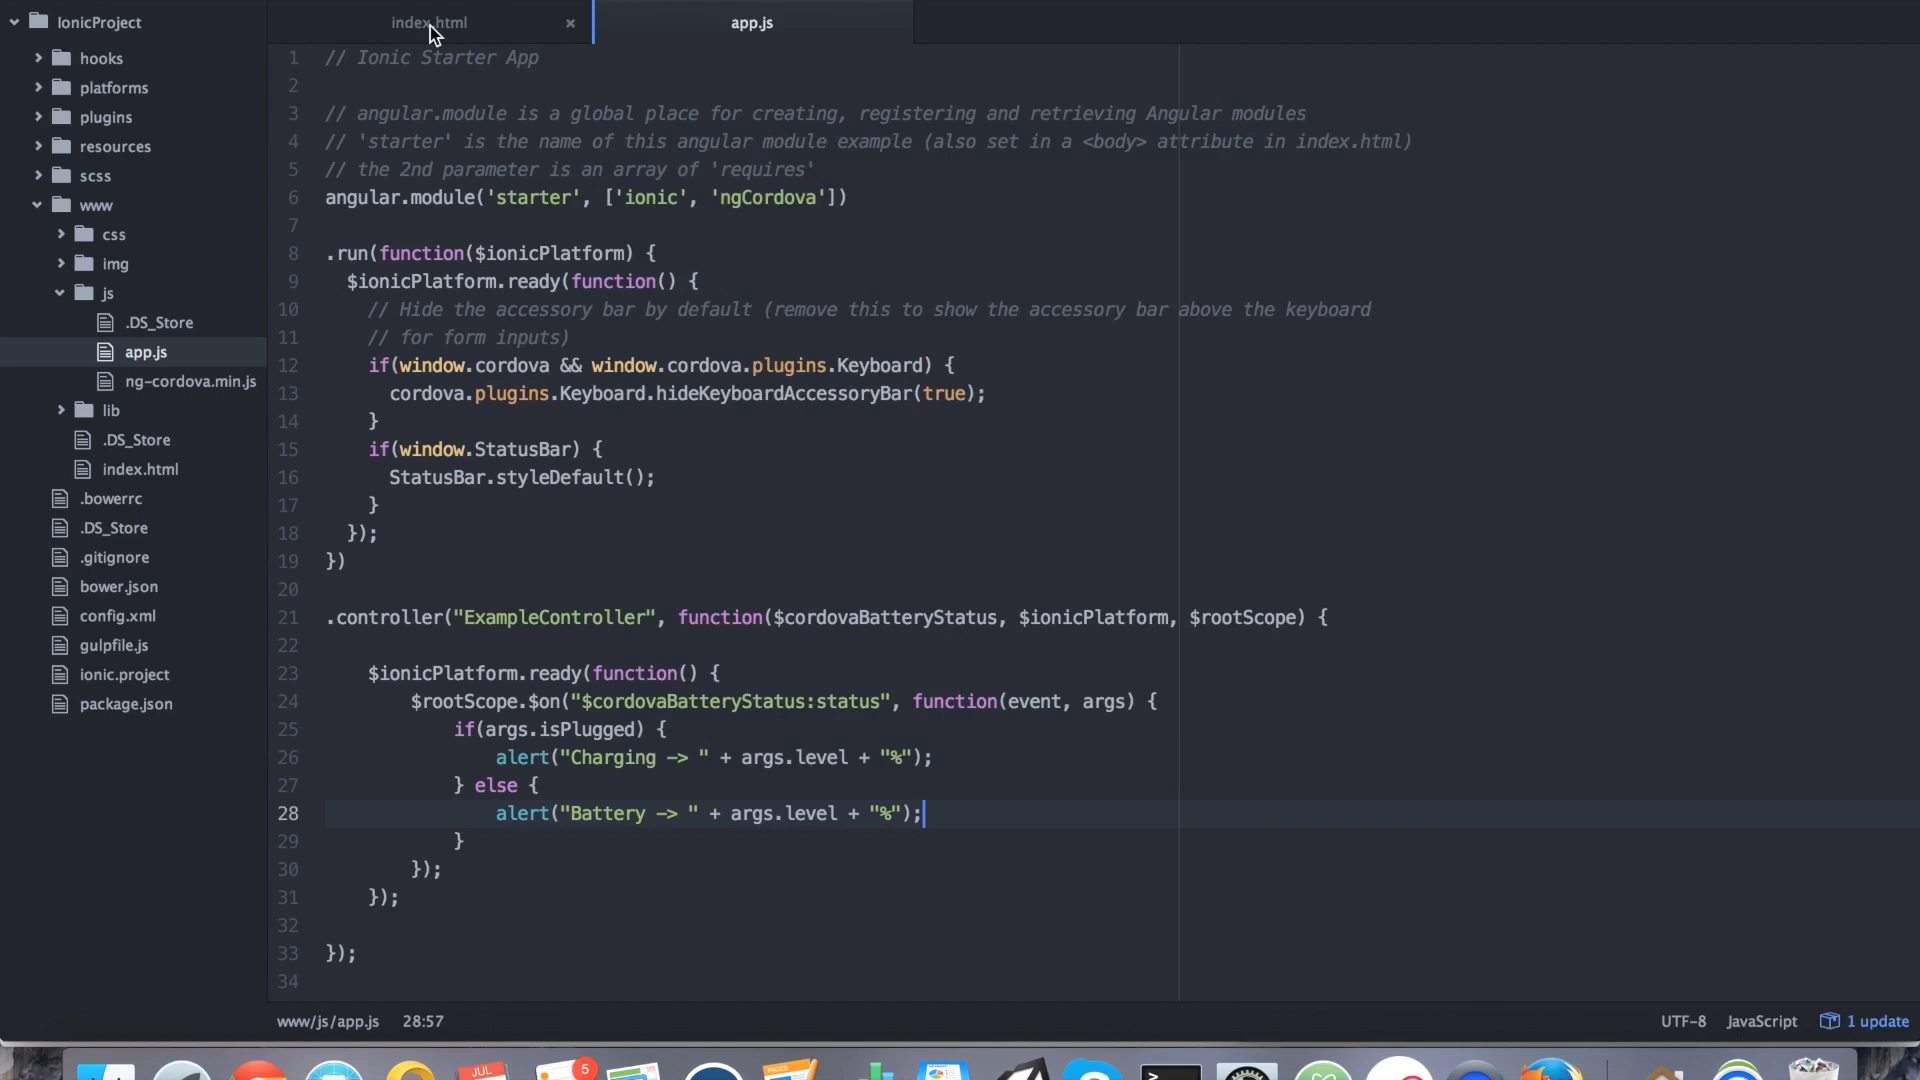 IonicProject
hooks
platforms
plugins
resources
scss
www
css
img
js
.DS_Store
app.js
ng-cordova.min.js
lib
.DS_Store
index.html
.bowerrc
.DS_Store
.gitignore
bower.json
config.xml
gulpfile.js
ionic.project
package.json
index.html ×
app.js
1 // Ionic Starter App
2
3 // angular.module is a global place for creating, registering and retrieving Angular modules
4 // 'starter' is the name of this angular module example (also set in a <body> attribute in index.html)
5 // the 2nd parameter is an array of 'requires'
6 angular.module('starter', ['ionic', 'ngCordova'])
7
8 .run(function($ionicPlatform) {
9 $ionicPlatform.ready(function() {
10 // Hide the accessory bar by default (remove this to show the accessory bar above the keyboard
11 // for form inputs)
12 if(window.cordova && window.cordova.plugins.Keyboard) {
13 cordova.plugins.Keyboard.hideKeyboardAccessoryBar(true);
14 }
15 if(window.StatusBar) {
16 StatusBar.styleDefault();
17 }
18 });
19 })
20
21 .controller("ExampleController", function($cordovaBatteryStatus, $ionicPlatform, $rootScope) {
22
23 $ionicPlatform.ready(function() {
24 $rootScope.$on("$cordovaBatteryStatus:status", function(event, args) {
25 if(args.isPlugged) {
26 alert("Charging -> " + args.level + "%");
27 } else {
28 alert("Battery -> " + args.level + "%");
29 }
30 });
31 });
32
33 });
34
www/js/app.js 28:57
UTF-8 JavaScript 1 update
JUL
5
PAGES